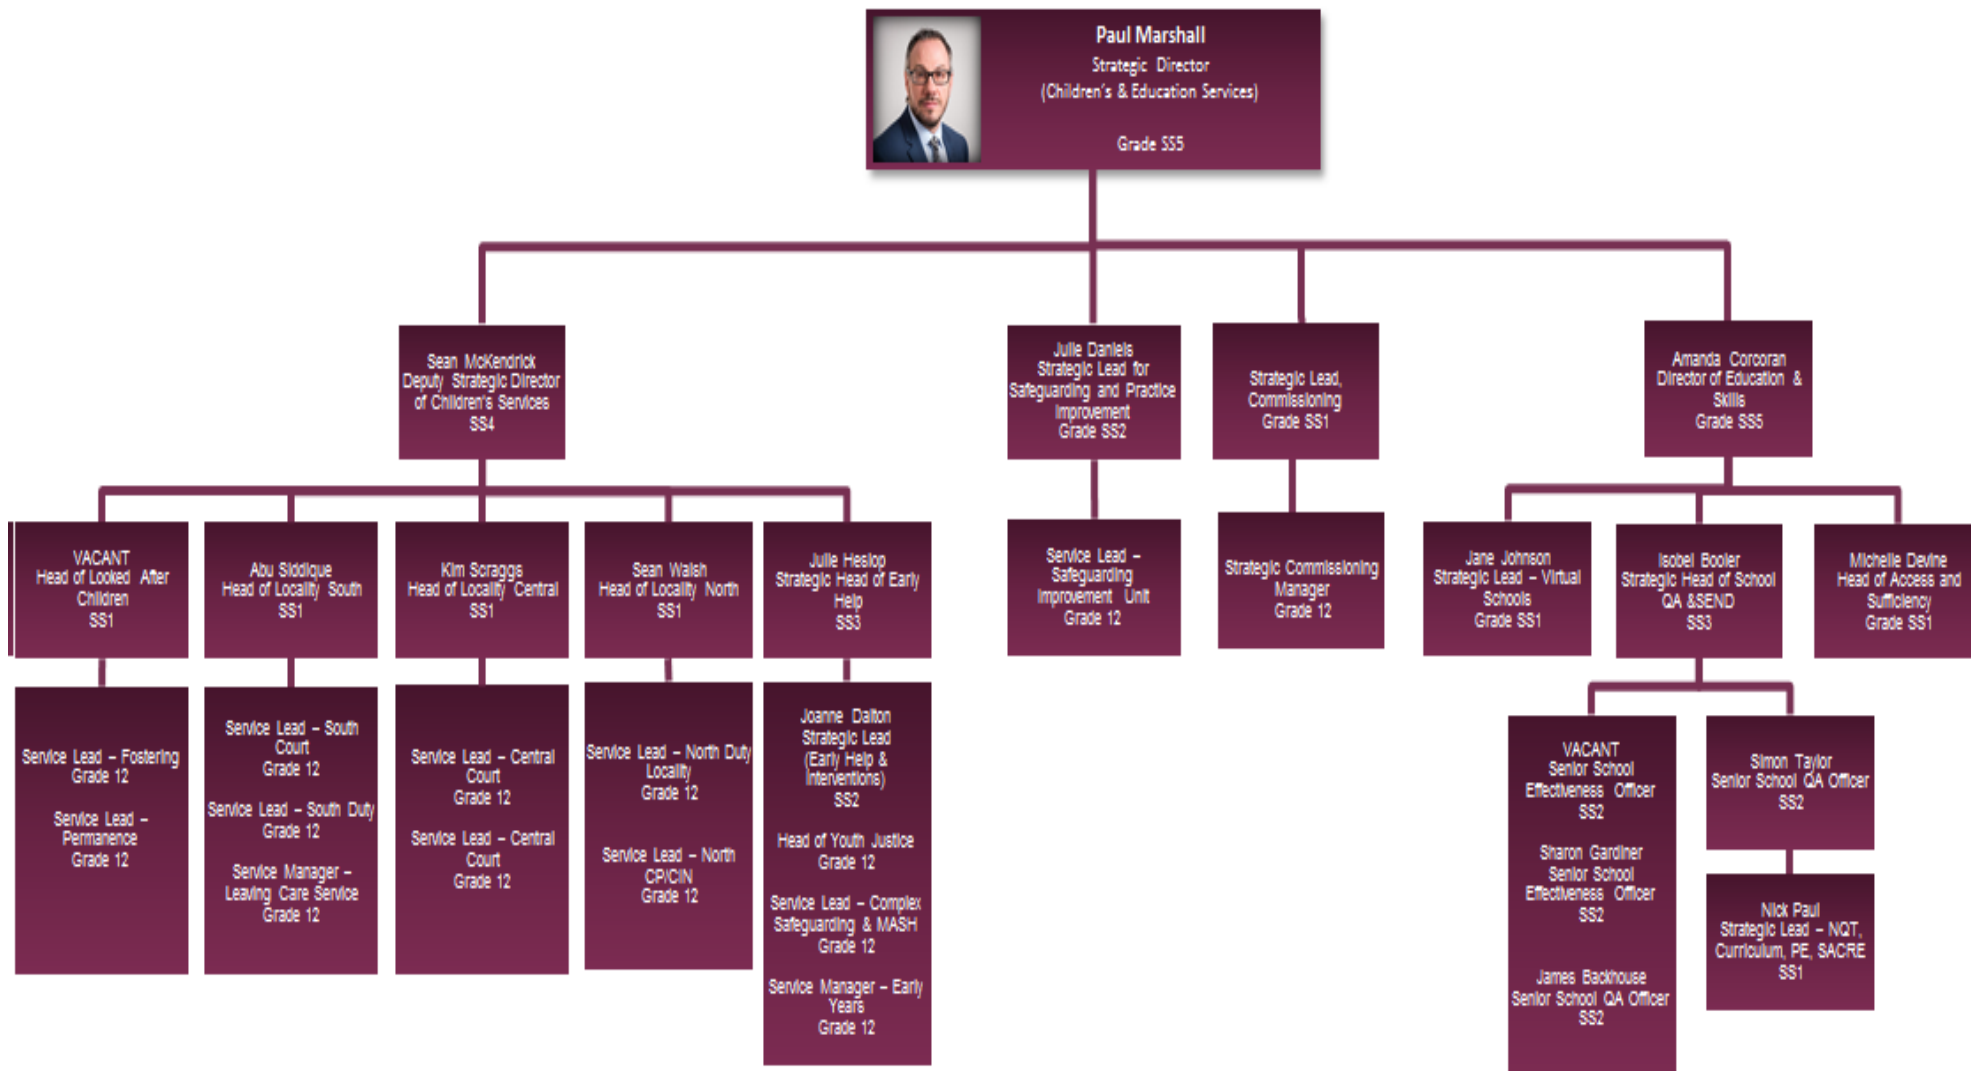 Paul Marshall
Strategic Director
(Children's & Education Services)
Grade SS5
Sean McKendrick
Deputy Strategic Director
of Children's Services
SS4
Julie Daniels
Strategic Lead for
Safeguarding and Practice
Improvement
Grade SS2
Strategic Lead,
Commissioning
Grade SS1
Amanda Corcoran
Director of Education &
Skills
Grade SS5
VACANT
Head of Looked After
Children
SS1
Abu Siddique
Head of Locality South
SS1
Kim Scraggs
Head of Locality Central
SS1
Sean Walsh
Head of Locality North
SS1
Julie Heslop
Strategic Head of Early
Help
SS3
Service Lead –
Safeguarding
Improvement Unit
Grade 12
Strategic Commissioning
Manager
Grade 12
Jane Johnson
Strategic Lead – Virtual
Schools
Grade SS1
Isobel Booler
Strategic Head of School
QA &SEND
SS3
Michelle Devine
Head of Access and
Sufficiency
Grade SS1
Service Lead – Fostering
Grade 12
Service Lead –
Permanence
Grade 12
Service Lead – South
Court
Grade 12
Service Lead – South Duty
Grade 12
Service Manager –
Leaving Care Service
Grade 12
Service Lead – Central
Court
Grade 12
Service Lead – Central
Court
Grade 12
Service Lead – North Duty
Locality
Grade 12
Service Lead – North
CP/CIN
Grade 12
Joanne Dalton
Strategic Lead
(Early Help &
Interventions)
SS2
Head of Youth Justice
Grade 12
Service Lead – Complex
Safeguarding & MASH
Grade 12
Service Manager – Early
Years
Grade 12
VACANT
Senior School
Effectiveness Officer
SS2
Sharon Gardiner
Senior School
Effectiveness Officer
SS2
James Backhouse
Senior School QA Officer
SS2
Simon Taylor
Senior School QA Officer
SS2
Nick Paul
Strategic Lead – NQT,
Curriculum, PE, SACRE
SS1